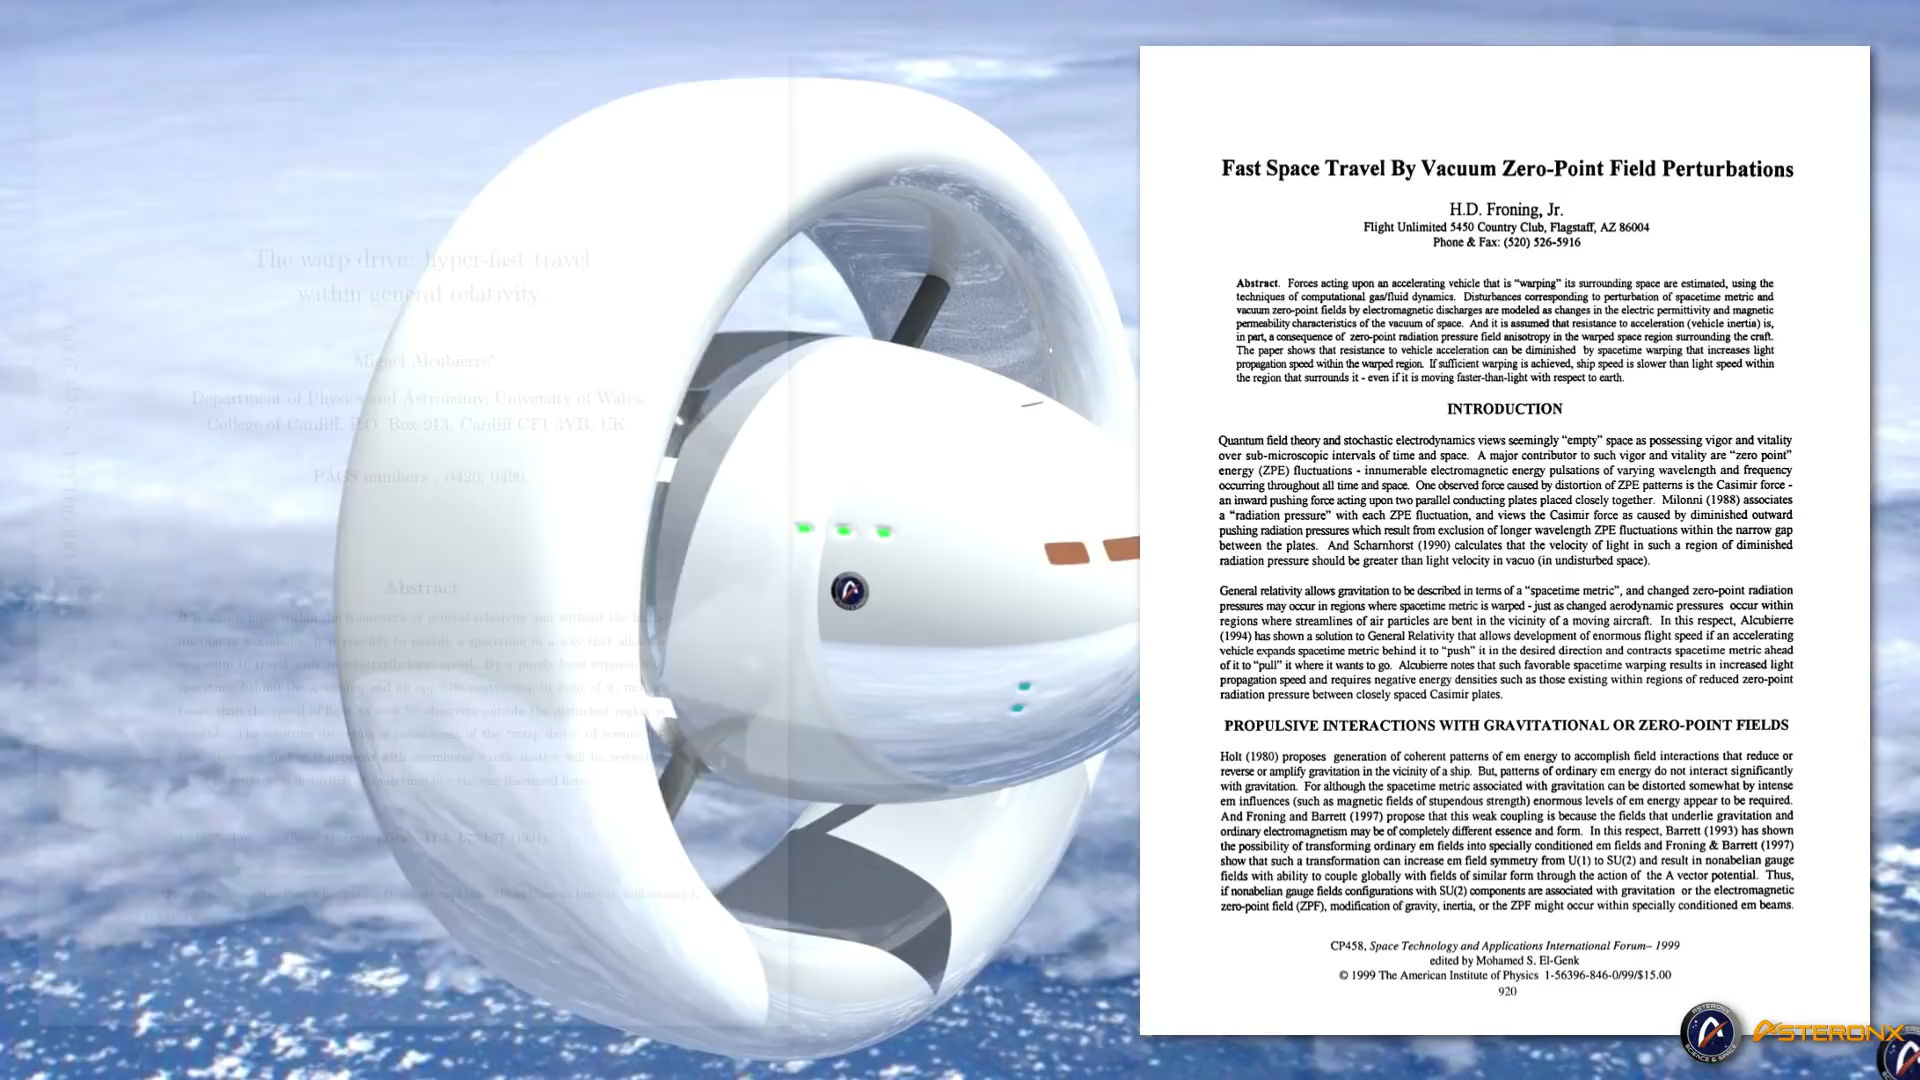 The warp drive: hyper-fast travel
within general relativity
Miguel Alcubierre*
Department of Physics and Astronomy, University of Wales,
College of Cardiff, P.O. Box 913, Cardiff CF1 3YB, UK.
PACS numbers : 0420, 0490.
Abstract
Fast Space Travel By Vacuum Zero-Point Field Perturbations
H.D. Froning, Jr.
Flight Unlimited 5450 Country Club, Flagstaff, AZ 86004
Phone & Fax: (520) 526-5916
Abstract. Forces acting upon an accelerating vehicle that is “warping” its surrounding space are estimated, using the
techniques of computational gas/fluid dynamics. Disturbances corresponding to perturbation of spacetime metric and
vacuum zero-point fields by electromagnetic discharges are modeled as changes in the electric permittivity and magnetic
permeability characteristics of the vacuum of space. And it is assumed that resistance to acceleration (vehicle inertia) is,
in part, a consequence of zero-point radiation pressure field anisotropy in the warped space region surrounding the craft.
The paper shows that resistance to vehicle acceleration can be diminished by spacetime warping that increases light
propagation speed within the warped region. If sufficient warping is achieved, ship speed is slower than light speed within
the region that surrounds it - even if it is moving faster-than-light with respect to earth.
INTRODUCTION
Quantum field theory and stochastic electrodynamics views seemingly “empty” space as possessing vigor and vitality
over sub-microscopic intervals of time and space. A major contributor to such vigor and vitality are “zero point”
energy (ZPE) fluctuations - innumerable electromagnetic energy pulsations of varying wavelength and frequency
occurring throughout all time and space. One observed force caused by distortion of ZPE patterns is the Casimir force -
an inward pushing force acting upon two parallel conducting plates placed closely together. Milonni (1988) associates
a “radiation pressure” with each ZPE fluctuation, and views the Casimir force as caused by diminished outward
pushing radiation pressures which result from exclusion of longer wavelength ZPE fluctuations within the narrow gap
between the plates. And Scharnhorst (1990) calculates that the velocity of light in such a region of diminished
radiation pressure should be greater than light velocity in vacuo (in undisturbed space).
General relativity allows gravitation to be described in terms of a “spacetime metric”, and changed zero-point radiation
pressures may occur in regions where spacetime metric is warped - just as changed aerodynamic pressures occur within
regions where streamlines of air particles are bent in the vicinity of a moving aircraft. In this respect, Alcubierre
(1994) has shown a solution to General Relativity that allows development of enormous flight speed if an accelerating
vehicle expands spacetime metric behind it to “push” it in the desired direction and contracts spacetime metric ahead
of it to “pull” it where it wants to go. Alcubierre notes that such favorable spacetime warping results in increased light
propagation speed and requires negative energy densities such as those existing within regions of reduced zero-point
radiation pressure between closely spaced Casimir plates.
PROPULSIVE INTERACTIONS WITH GRAVITATIONAL OR ZERO-POINT FIELDS
Holt (1980) proposes generation of coherent patterns of em energy to accomplish field interactions that reduce or
reverse or amplify gravitation in the vicinity of a ship. But, patterns of ordinary em energy do not interact significantly
with gravitation. For although the spacetime metric associated with gravitation can be distorted somewhat by intense
em influences (such as magnetic fields of stupendous strength) enormous levels of em energy appear to be required.
And Froning and Barrett (1997) propose that this weak coupling is because the fields that underlie gravitation and
ordinary electromagnetism may be of completely different essence and form. In this respect, Barrett (1993) has shown
the possibility of transforming ordinary em fields into specially conditioned em fields and Froning & Barrett (1997)
show that such a transformation can increase em field symmetry from U(1) to SU(2) and result in nonabelian gauge
fields with ability to couple globally with fields of similar form through the action of the A vector potential. Thus,
if nonabelian gauge fields configurations with SU(2) components are associated with gravitation or the electromagnetic
zero-point field (ZPF), modification of gravity, inertia, or the ZPF might occur within specially conditioned em beams.
CP458, Space Technology and Applications International Forum– 1999
edited by Mohamed S. El-Genk
© 1999 The American Institute of Physics 1-56396-846-0/99/$15.00
920
ASTERONX
SCIENCE & SPACE
ASTERONX